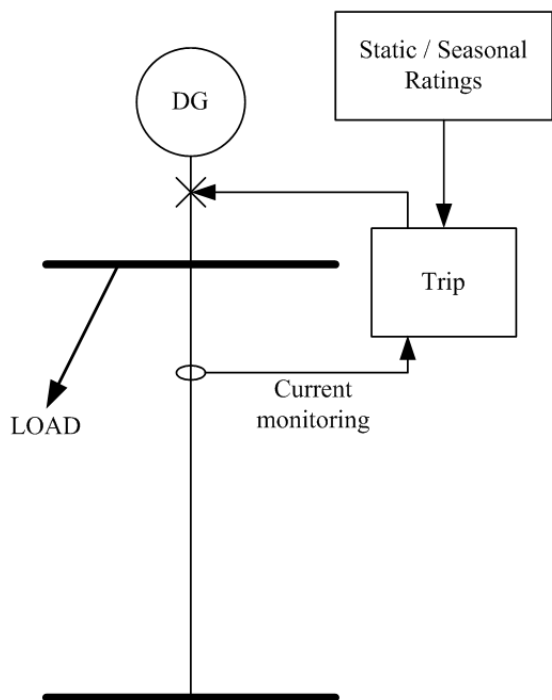 Static / Seasonal
Ratings
DG
Trip
Current
monitoring
LOAD